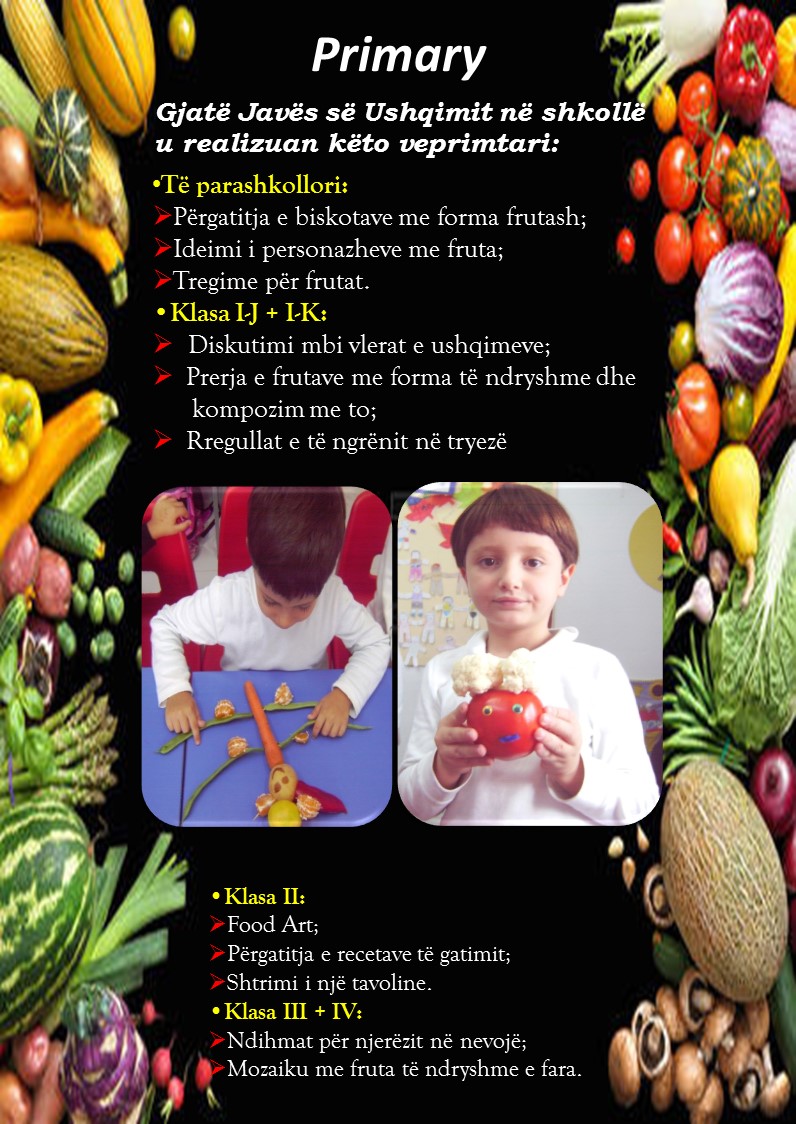 Primary
Gjatë Javës së Ushqimit në shkollë
u realizuan këto veprimtari:
•Të parashkollori:
➢Përgatitja e biskotave me forma frutash;
➢Ideimi i personazheve me fruta;
➢Tregime për frutat.
• Klasa I-J + I-K:
➢ Diskutimi mbi vlerat e ushqimeve;
➢ Prerja e frutave me forma të ndryshme dhe
kompozim me to;
➢ Rregullat e të ngrënit në tryezë
• Klasa II:
➢Food Art;
➢Përgatitja e recetave të gatimit;
➢Shtrimi i një tavoline.
• Klasa III + IV:
➢Ndihmat për njerëzit në nevojë;
➢Mozaiku me fruta të ndryshme e fara.